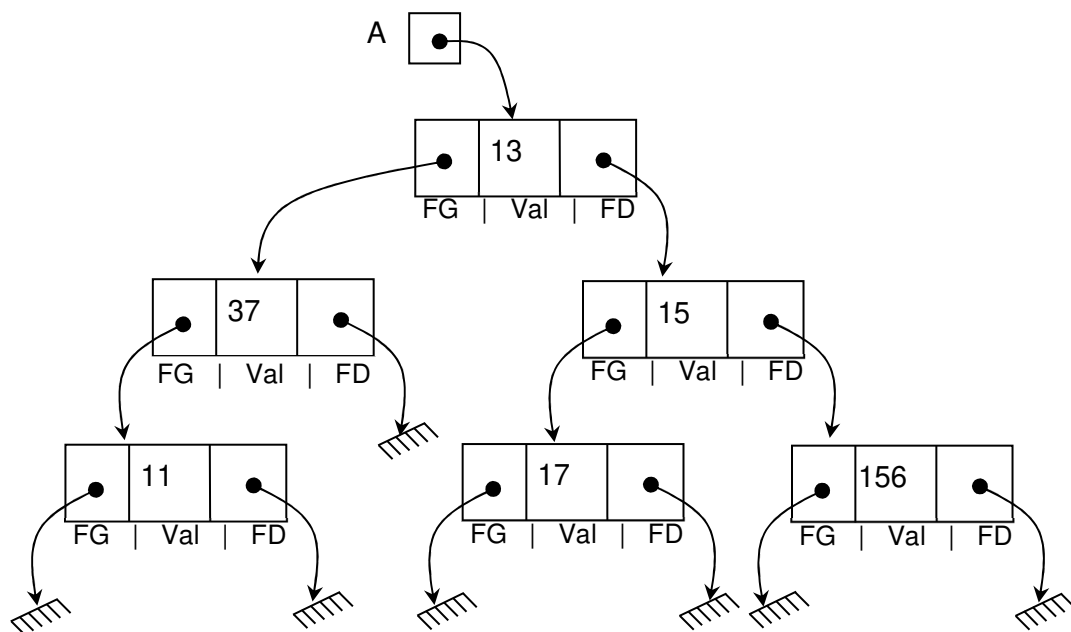 A
13
FG | Val | FD
37
15
FG | Val | FD
FG | Val | FD
11
17
156
FG | Val | FD
FG | Val | FD
FG | Val | FD